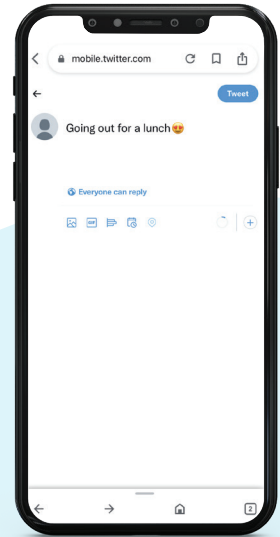 mobile.twitter.com
Tweet
Going out for a lunch😍
Everyone can reply
GIF
2